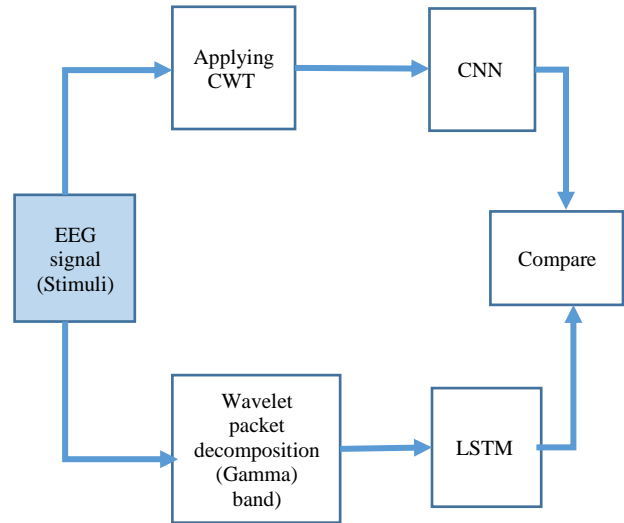 Applying
CWT
CNN
EEG
signal
(Stimuli)
Compare
Wavelet
packet
decomposition
(Gamma)
band)
LSTM